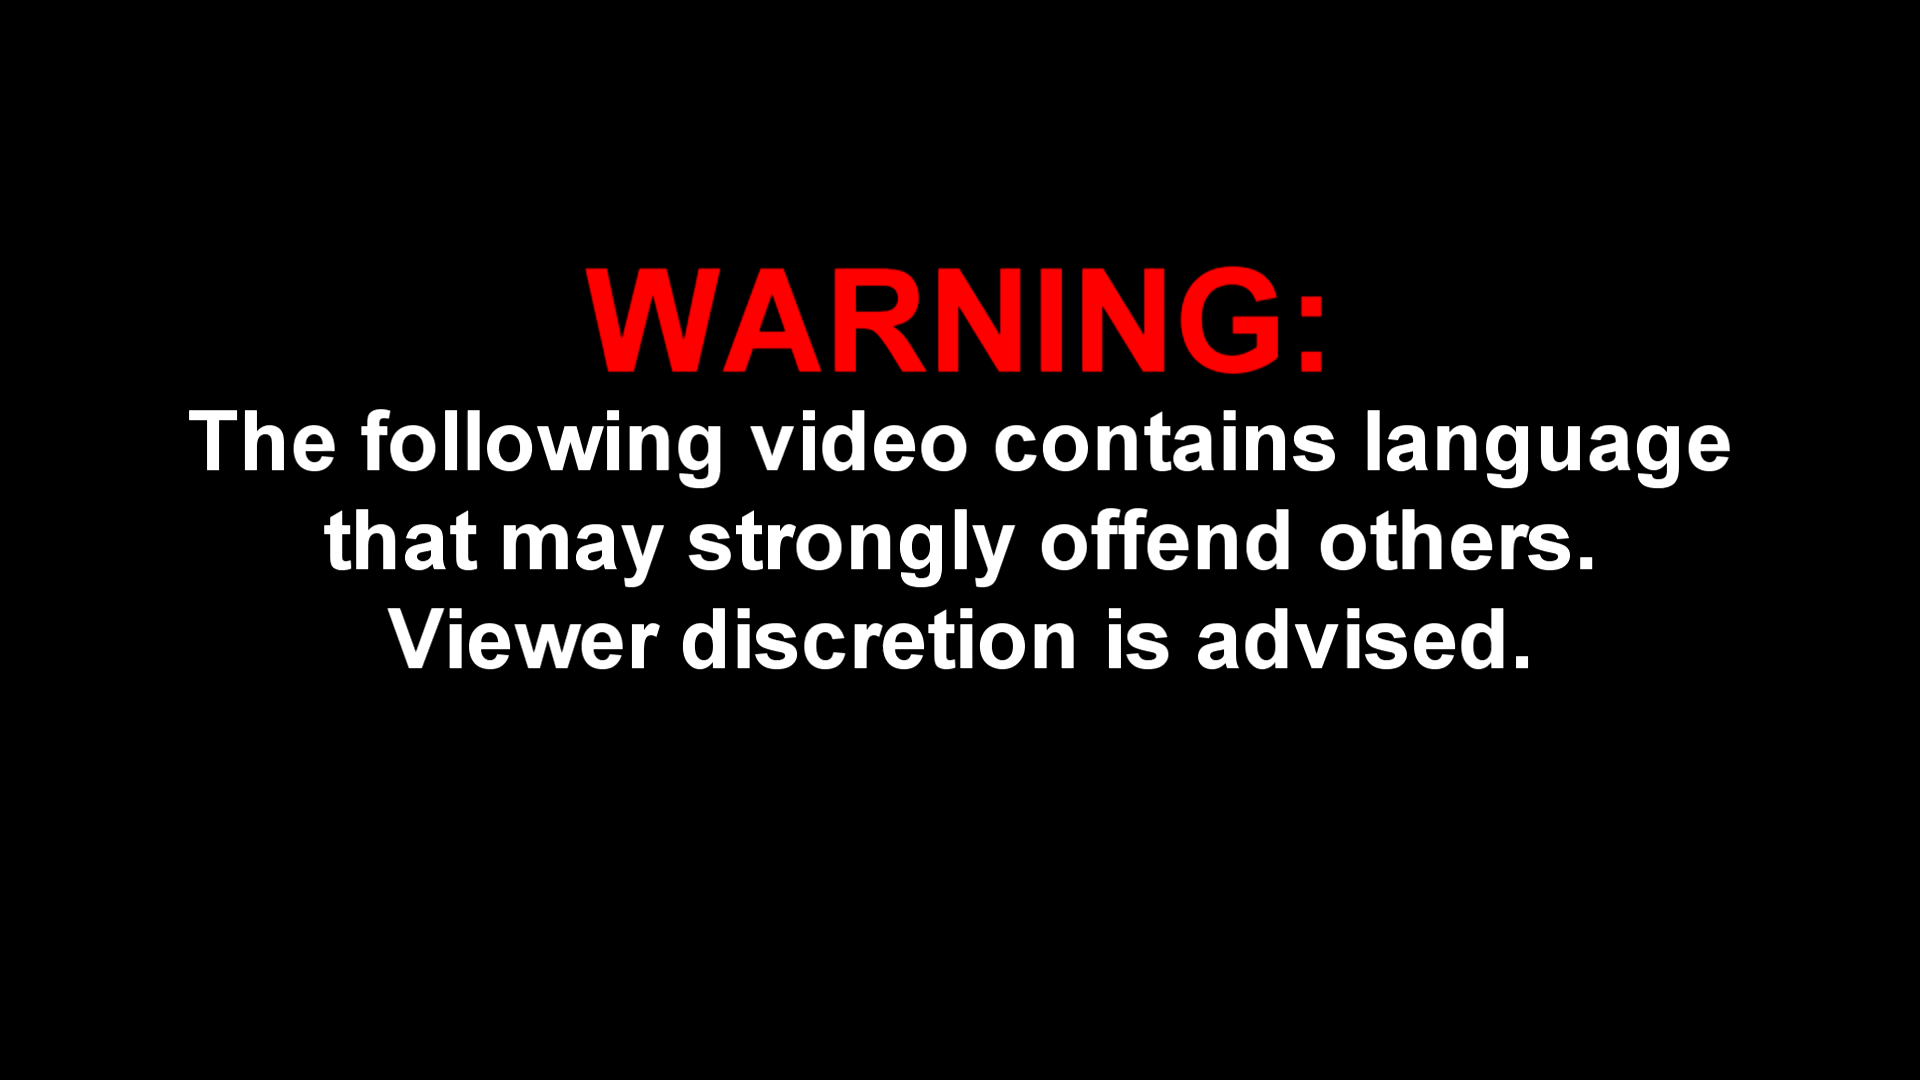 WARNING:
The following video contains language
that may strongly offend others.
Viewer discretion is advised.